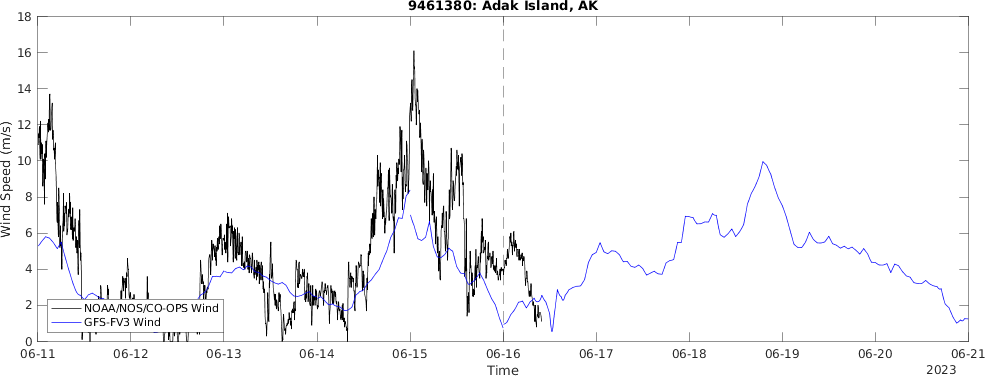 9461380: Adak Island, AK
Wind Speed (m/s)
18
16
14
12
10
8
6
4
2
0
NOAA/NOS/CO-OPS Wind
GFS-FV3 Wind
06-11 06-12 06-13 06-14 06-15 06-16 06-17 06-18 06-19 06-20 06-21
Time
2023